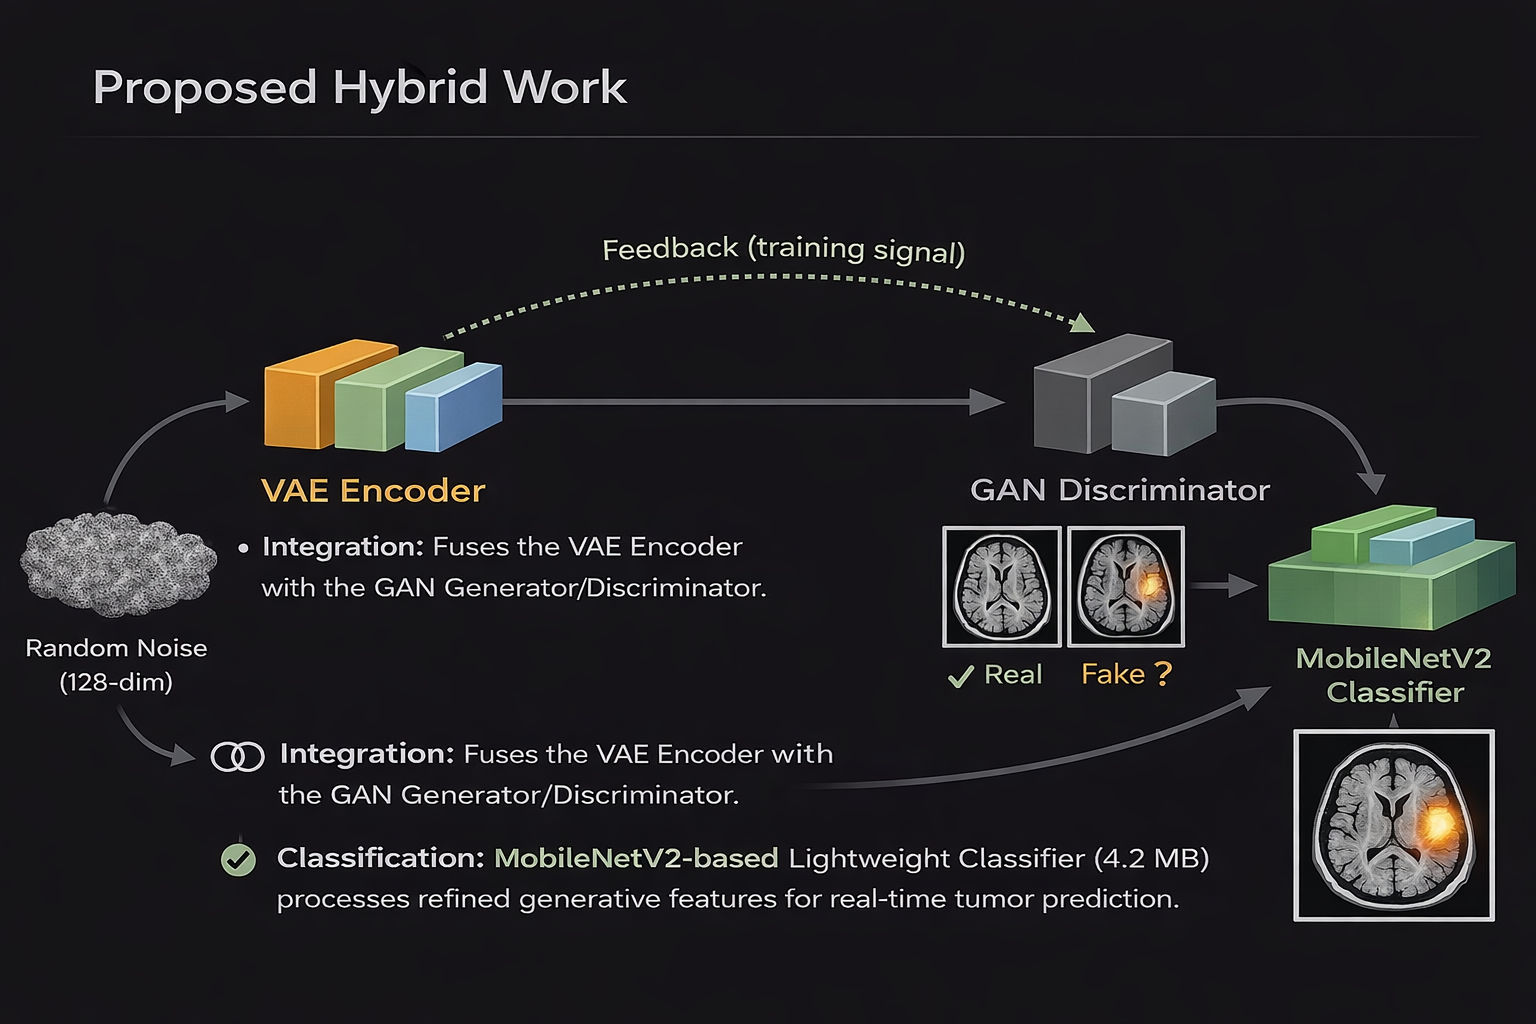 Proposed Hybrid Work
Feedback (training signal)
VAE Encoder
GAN Discriminator
• Integration: Fuses the VAE Encoder
with the GAN Generator/Discriminator.
Random Noise
(128-dim)
✓ Real
Fake ?
MobileNetV2
Classifier
Integration: Fuses the VAE Encoder with
the GAN Generator/Discriminator.
Classification: MobileNetV2-based Lightweight Classifier (4.2 MB)
processes refined generative features for real-time tumor prediction.